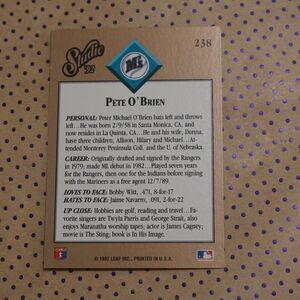 238
Studio
'92
M's
PETE O'BRIEN
PERSONAL: Peter Michael O'Brien bats left and throws
left...He was born 2/9/58 in Santa Monica, CA, and
now resides in La Quinta, CA...He and his wife, Donna,
have three children, Allison, Hilary and Michael...At-
tended Monterey Peninsula Coll. and the U. of Nebraska.
CAREER: Originally drafted and signed by the Rangers
in 1979; made ML debut in 1982...Played seven years for
the Rangers, then one for the Indians before signing
with the Mariners as a free agent 12/7/89.
LOVES TO FACE: Bobby Witt, .471, 8-for-17
HATES TO FACE: Jaime Navarro, .091, 2-for-22
UP CLOSE: Hobbies are golf, reading and travel...Fa-
vorite singers are Twyla Parris and George Strait, also
enjoys Maranatha worship tapes; actor is James Cagney;
movie is The Sting; book is In His Image.
© 1992 LEAF INC., PRINTED IN U.S.A.